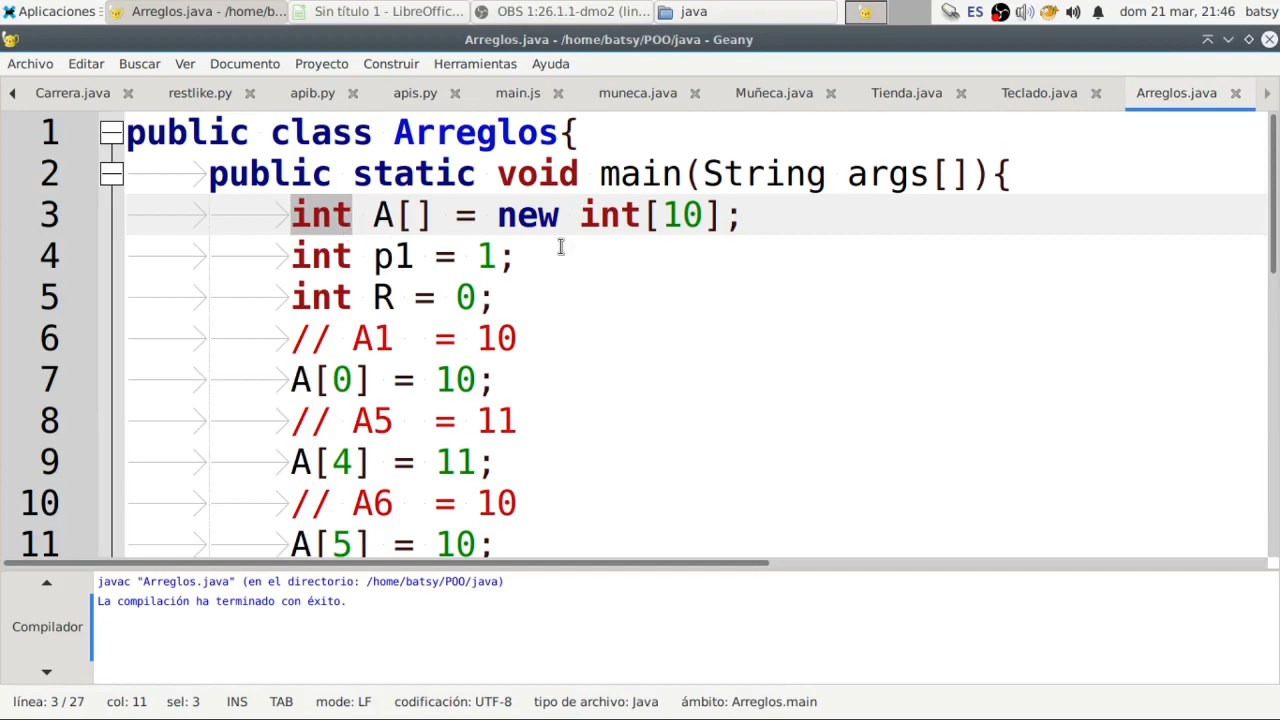 Aplicaciones
Arreglos.java - /home/b...
Sin título 1 - LibreOffic...
OBS 1:26.1.1-dmo2 (lin...
java
ES
dom 21 mar, 21:46
batsy
Arreglos.java - /home/batsy/POO/java - Geany
Archivo Editar Buscar Ver Documento Proyecto Construir Herramientas Ayuda
Carrera.java restlike.py apib.py apis.py main.js muneca.java Muñeca.java Tienda.java Teclado.java Arreglos.java
1 public class Arreglos{
2 public static void main(String args[]){
3 int A[] = new int[10];
4 int p1 = 1;
5 int R = 0;
6 // A1  = 10
7 A[0] = 10;
8 // A5  = 11
9 A[4] = 11;
10 // A6  = 10
11 A[5] = 10;
javac "Arreglos.java" (en el directorio: /home/batsy/POO/java)
La compilación ha terminado con éxito.
Compilador
línea: 3 / 27 col: 11 sel: 3 INS TAB mode: LF codificación: UTF-8 tipo de archivo: Java ámbito: Arreglos.main